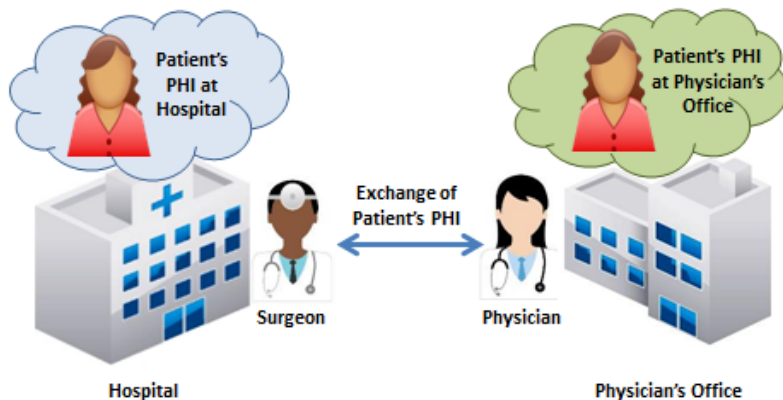 Patient's
PHI at
Hospital
Patient's PHI
at Physician's
Office
Exchange of
Patient's PHI
Surgeon
Physician
Hospital
Physician's Office